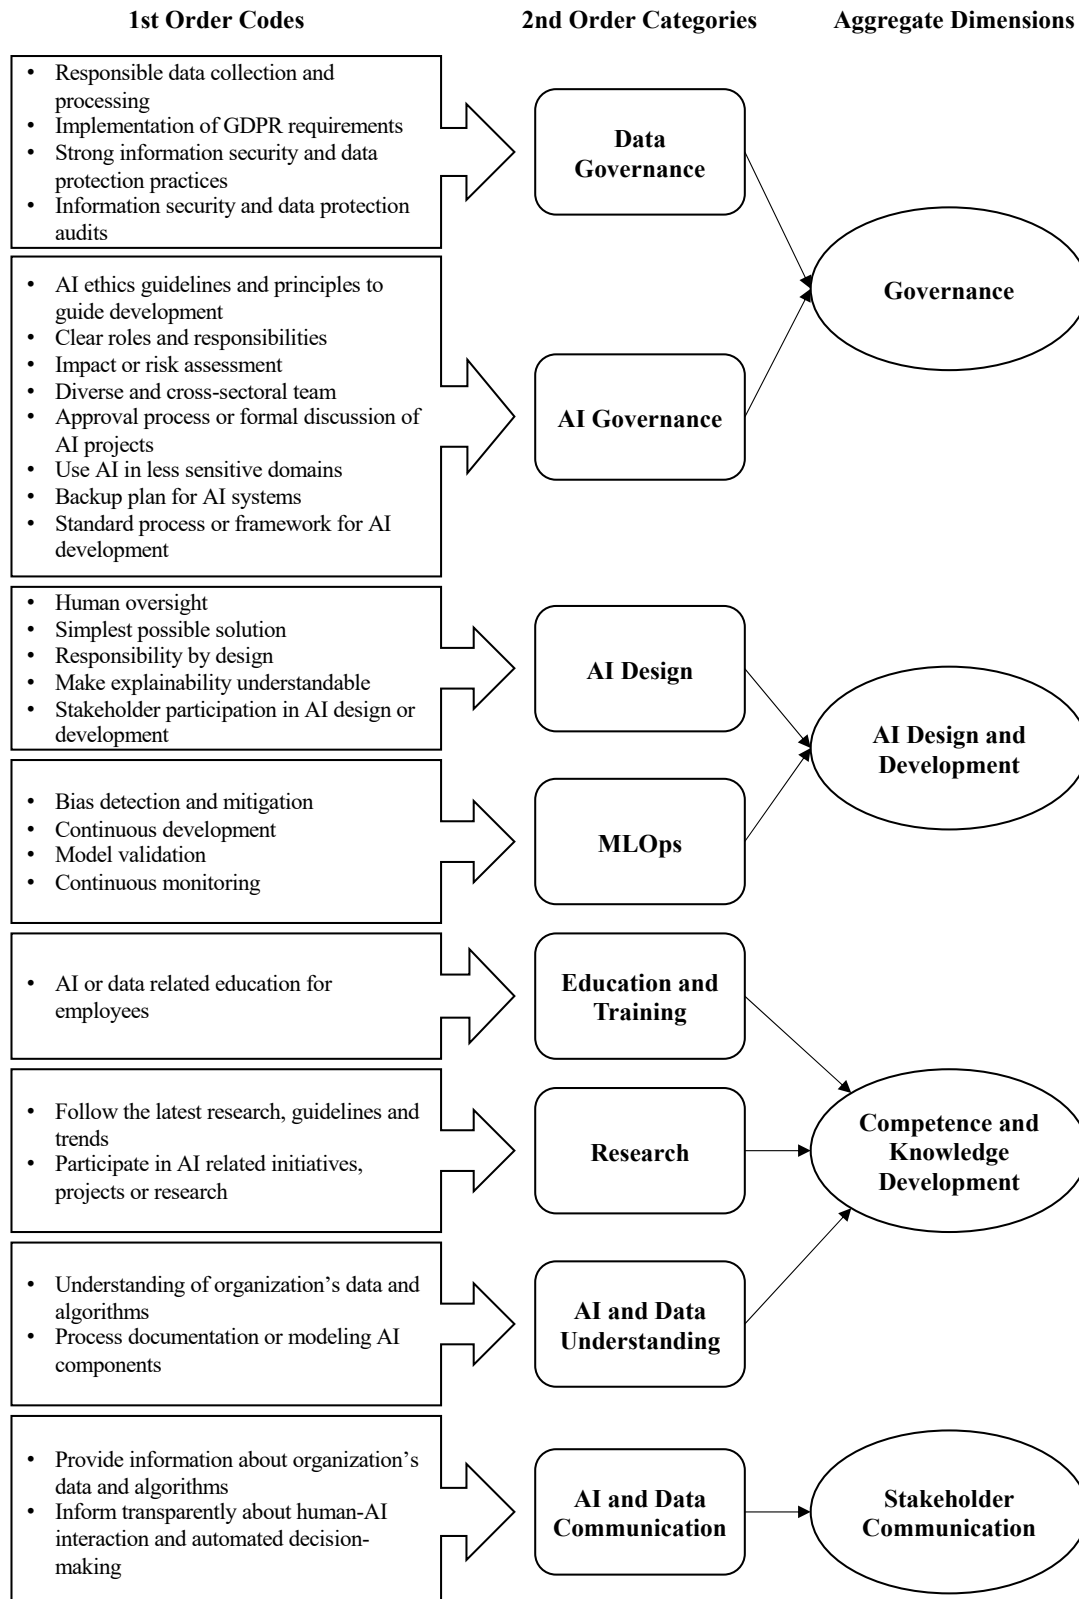 1st Order Codes
2nd Order Categories
Aggregate Dimensions
• Responsible data collection and
processing
• Implementation of GDPR requirements
• Strong information security and data
protection practices
• Information security and data protection
audits
Data
Governance
Governance
• AI ethics guidelines and principles to
guide development
• Clear roles and responsibilities
• Impact or risk assessment
• Diverse and cross-sectoral team
• Approval process or formal discussion of
AI projects
• Use AI in less sensitive domains
• Backup plan for AI systems
• Standard process or framework for AI
development
AI Governance
• Human oversight
• Simplest possible solution
• Responsibility by design
• Make explainability understandable
• Stakeholder participation in AI design or
development
AI Design
AI Design and
Development
• Bias detection and mitigation
• Continuous development
• Model validation
• Continuous monitoring
MLOps
• AI or data related education for
employees
Education and
Training
• Follow the latest research, guidelines and
trends
• Participate in AI related initiatives,
projects or research
Research
Competence and
Knowledge
Development
• Understanding of organization's data and
algorithms
• Process documentation or modeling AI
components
AI and Data
Understanding
• Provide information about organization's
data and algorithms
• Inform transparently about human-AI
interaction and automated decision-
making
AI and Data
Communication
Stakeholder
Communication